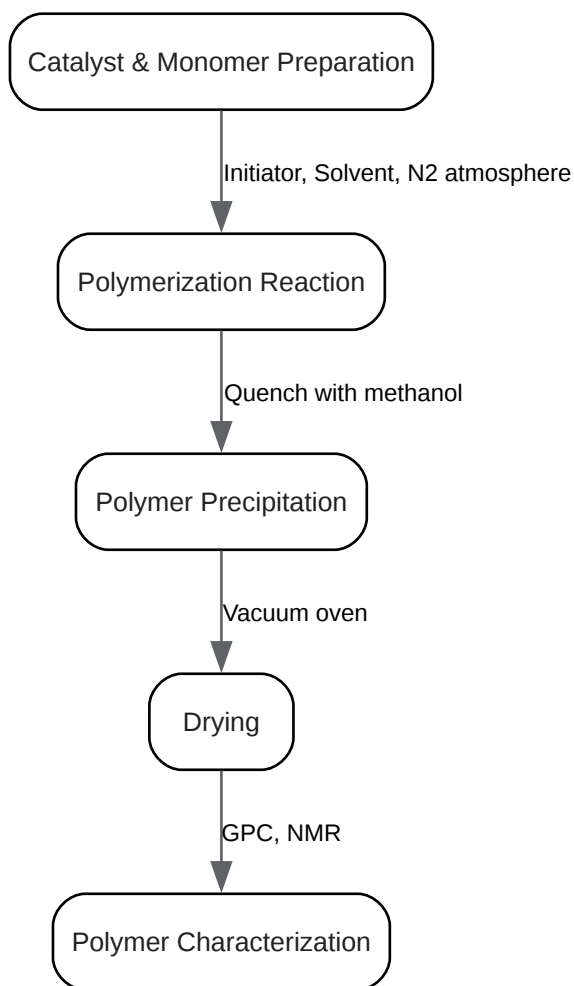 Catalyst & Monomer Preparation
Initiator, Solvent, N2 atmosphere
Polymerization Reaction
Quench with methanol
Polymer Precipitation
Vacuum oven
Drying
GPC, NMR
Polymer Characterization